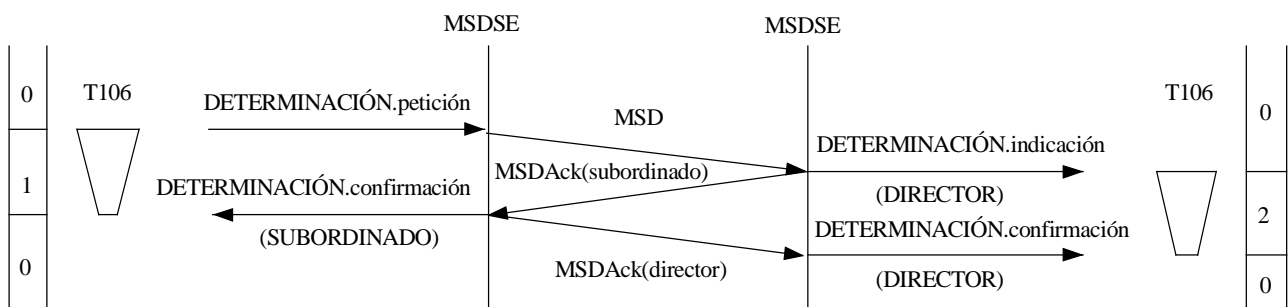 MSDSE
MSDSE
0
T106
DETERMINACIÓN.petición
MSD
T106
0
DETERMINACIÓN.indicación
MSDAck(subordinado)
1
DETERMINACIÓN.confirmación
(DIRECTOR)
2
(SUBORDINADO)
DETERMINACIÓN.confirmación
0
MSDAck(director)
(DIRECTOR)
0